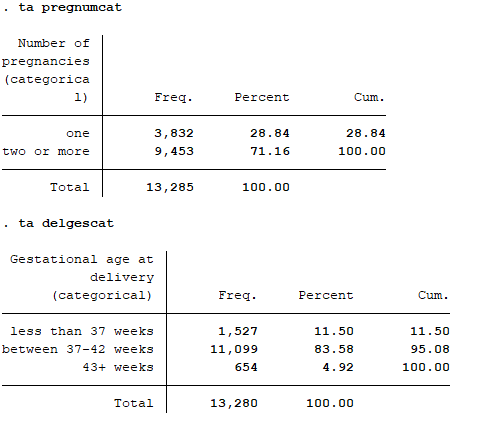 . ta pregnumcat
Number of
pregnancies
(categorica
l) Freq. Percent Cum.
one 3,832 28.84 28.84
two or more 9,453 71.16 100.00
Total 13,285 100.00
. ta delgescat
Gestational age at
delivery
(categorical) Freq. Percent Cum.
less than 37 weeks 1,527 11.50 11.50
between 37-42 weeks 11,099 83.58 95.08
43+ weeks 654 4.92 100.00
Total 13,280 100.00